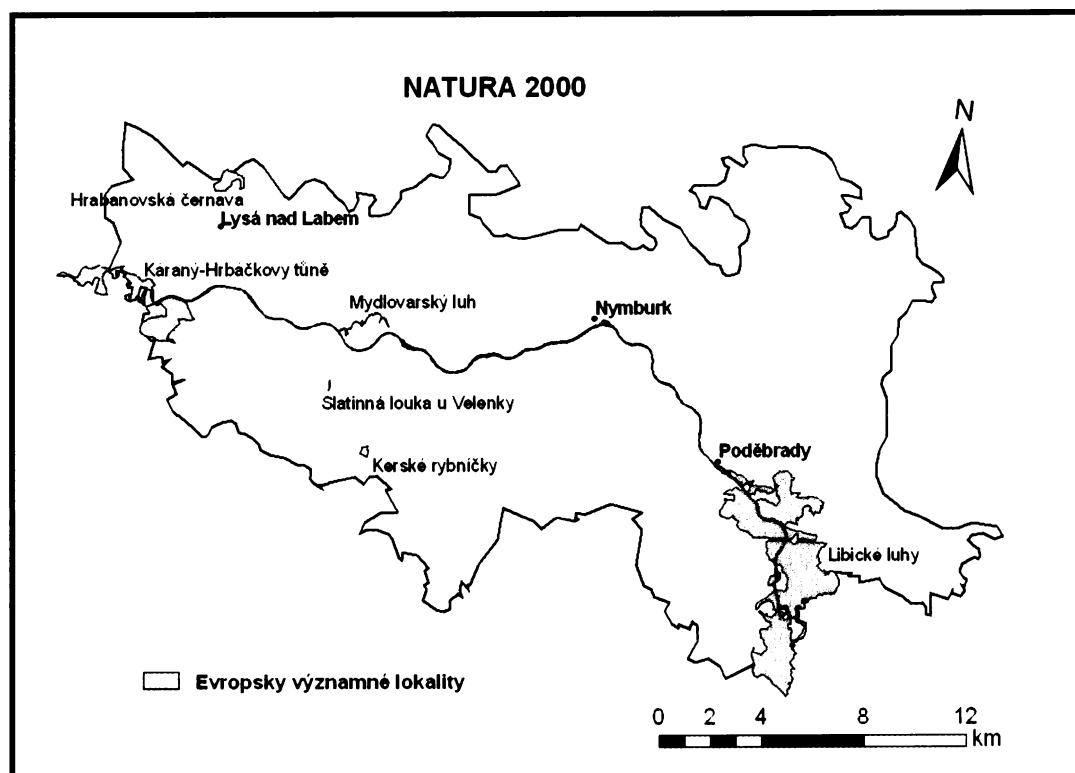 NATURA 2000
N
Hrabanovská černava
Lysá nad Labem
Káraný-Hrbáčkovy tůně
Mydlovarský luh
Nymburk
Slatinná louka u Velenky
Kerské rybníčky
Poděbrady
Libické luhy
Evropsky významné lokality
0 2 4 8 12
km